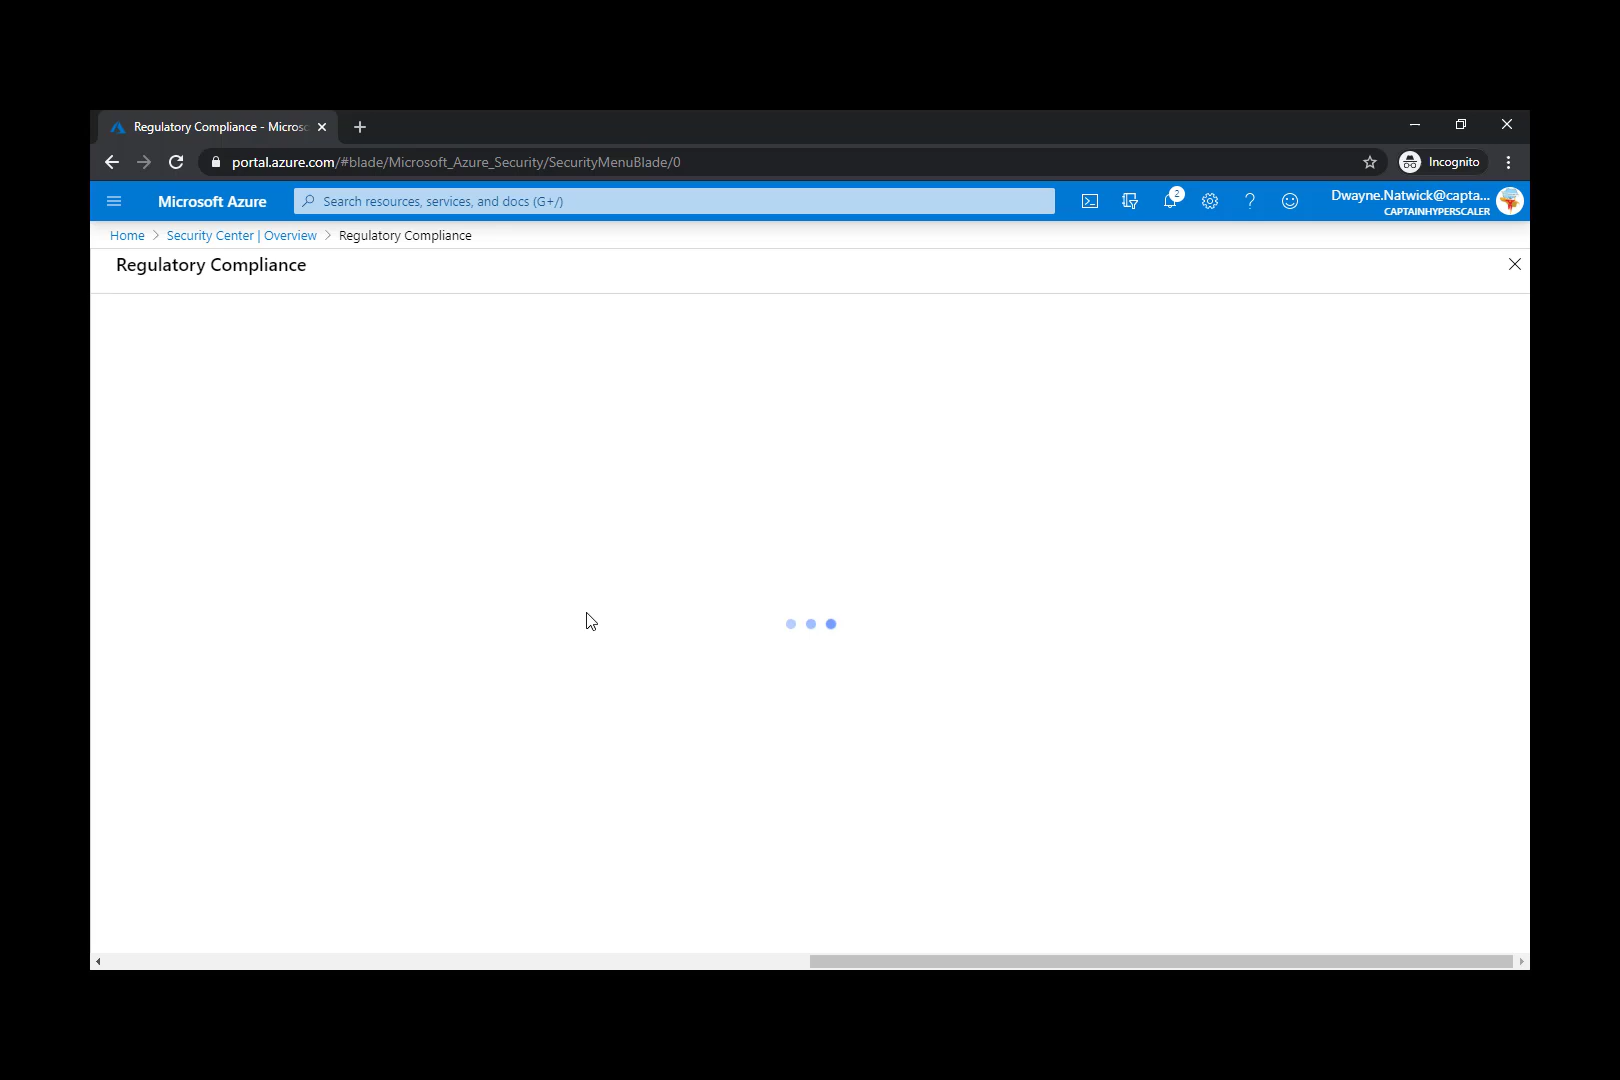 Regulatory Compliance - Micros
portal.azure.com/#blade/Microsoft_Azure_Security/SecurityMenuBlade/0
Incognito
Microsoft Azure
Search resources, services, and docs (G+/)
2
Dwayne.Natwick@capta...
CAPTAINHYPERSCALER
Home > Security Center | Overview > Regulatory Compliance
Regulatory Compliance